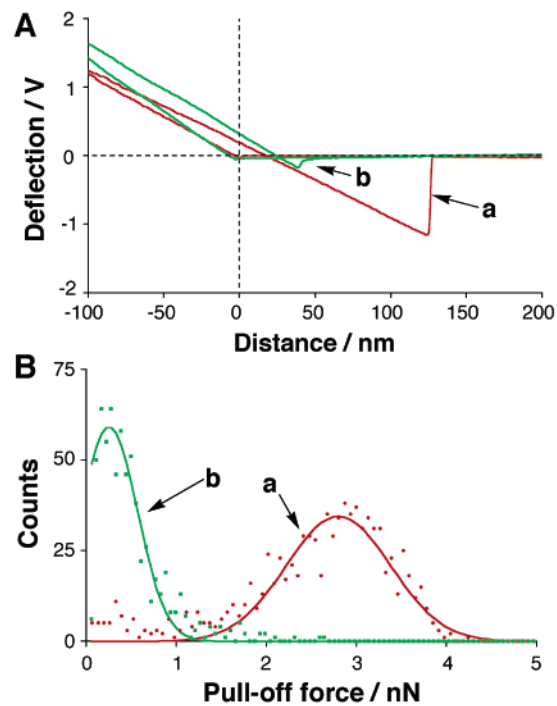 A
2
1
0
-1
-2
Deflection / V
b
a
-100 -50 0 50 100 150 200
Distance / nm
B
75
50
25
0
Counts
b
a
0 1 2 3 4 5
Pull-off force / nN